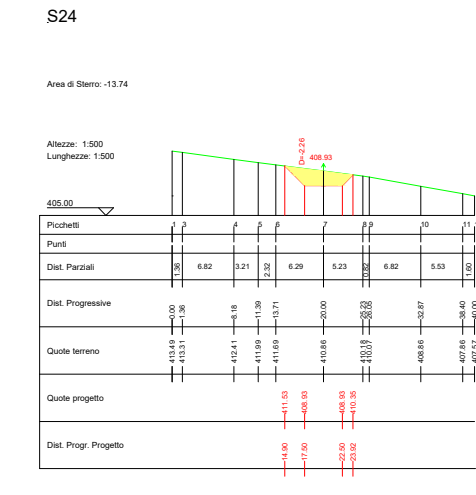 S24
Area di Sterro: -13.74
Altezze: 1:500
Lunghezze: 1:500
D=-2.26
408.93
405.00
Picchetti 1 3 4 5 6 7 8 9 10 11
Punti
Dist. Parziali 1.36 6.82 3.21 2.32 6.29 5.23 0.82 6.82 5.53 1.60
Dist. Progressive 0.00 1.36 8.18 11.39 13.71 20.00 25.23 26.05 32.87 38.40 40.00
Quote terreno 413.49 413.31 412.41 411.99 411.69 410.86 410.18 410.07 408.86 407.86 407.57
Quote progetto 411.53 408.93 408.93 410.35
Dist. Progr. Progetto 14.90 17.50 22.50 23.92